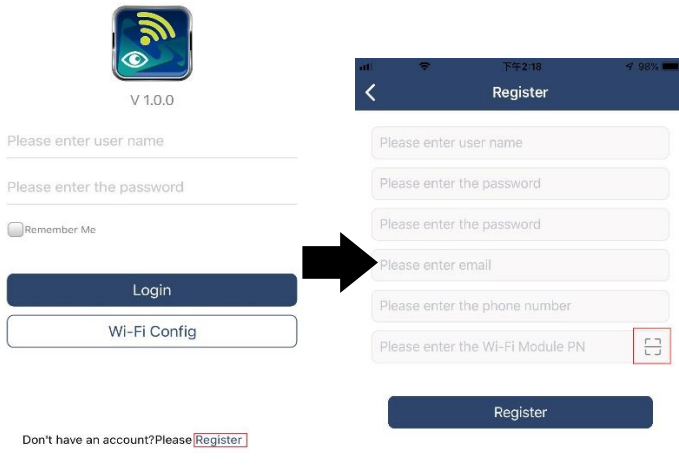 V 1.0.0
Please enter user name
Please enter the password
Remember Me
Login
Wi-Fi Config
Don't have an account?Please Register
下午2:18
98%
Register
Please enter user name
Please enter the password
Please enter the password
Please enter email
Please enter the phone number
Please enter the Wi-Fi Module PN
Register